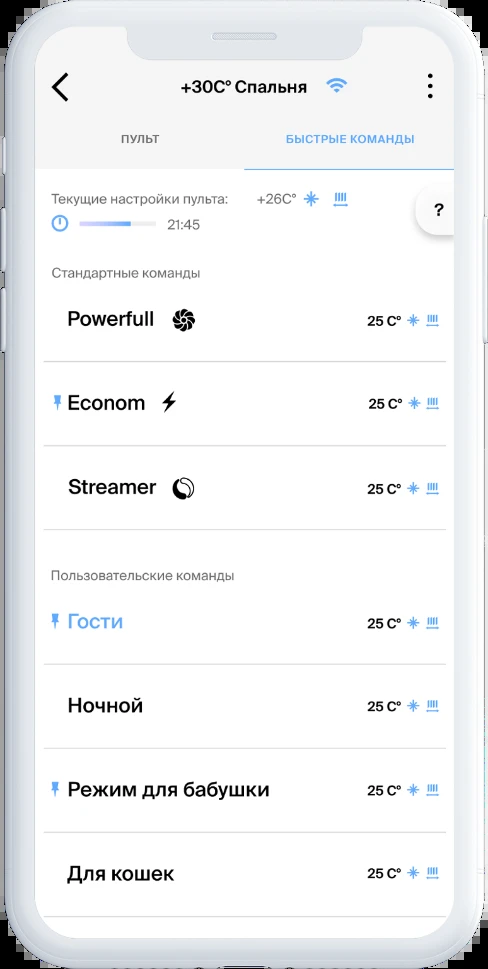 +30C° Спальня
ПУЛЬТ
БЫСТРЫЕ КОМАНДЫ
Текущие настройки пульта: +26C°
21:45
?
Стандартные команды
Powerfull 25 C°
Econom 25 C°
Streamer 25 C°
Пользовательские команды
Гости 25 C°
Ночной 25 C°
Режим для бабушки 25 C°
Для кошек 25 C°